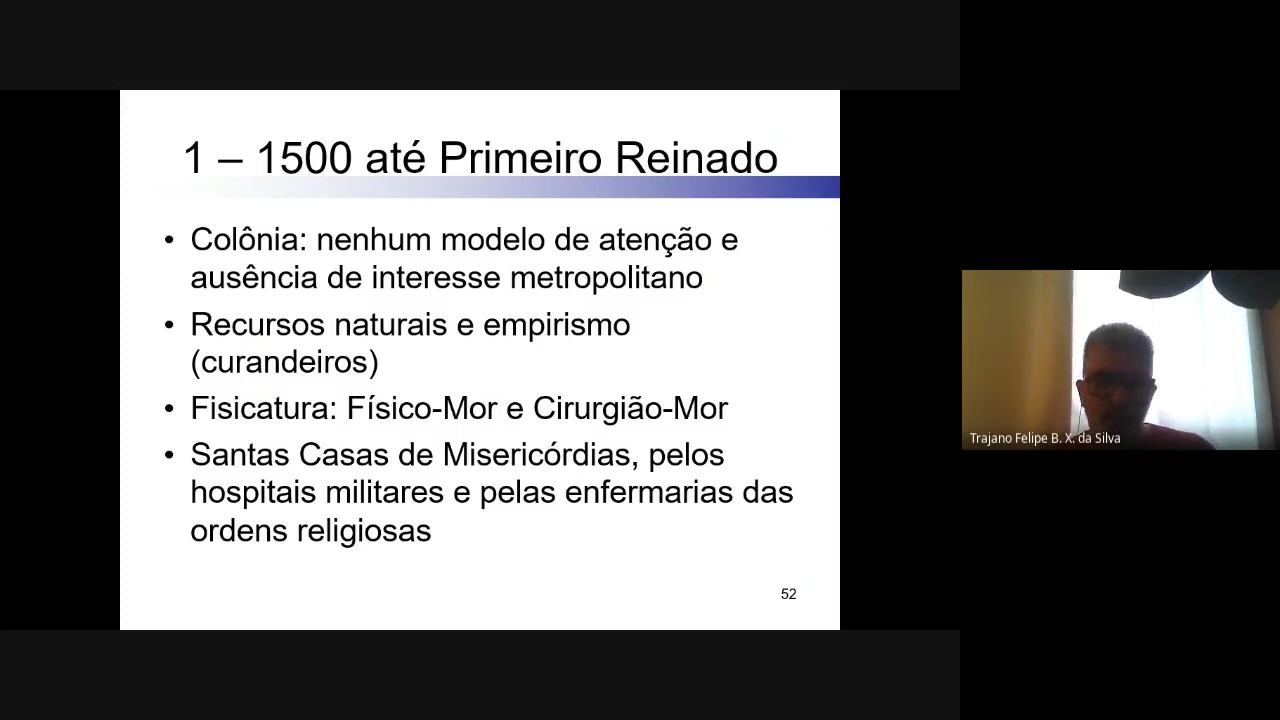 1 – 1500 até Primeiro Reinado
• Colônia: nenhum modelo de atenção e
ausência de interesse metropolitano
• Recursos naturais e empirismo
(curandeiros)
• Fisicatura: Físico-Mor e Cirurgião-Mor
• Santas Casas de Misericórdias, pelos
hospitais militares e pelas enfermarias das
ordens religiosas
52
Trajano Felipe B. X. da Silva